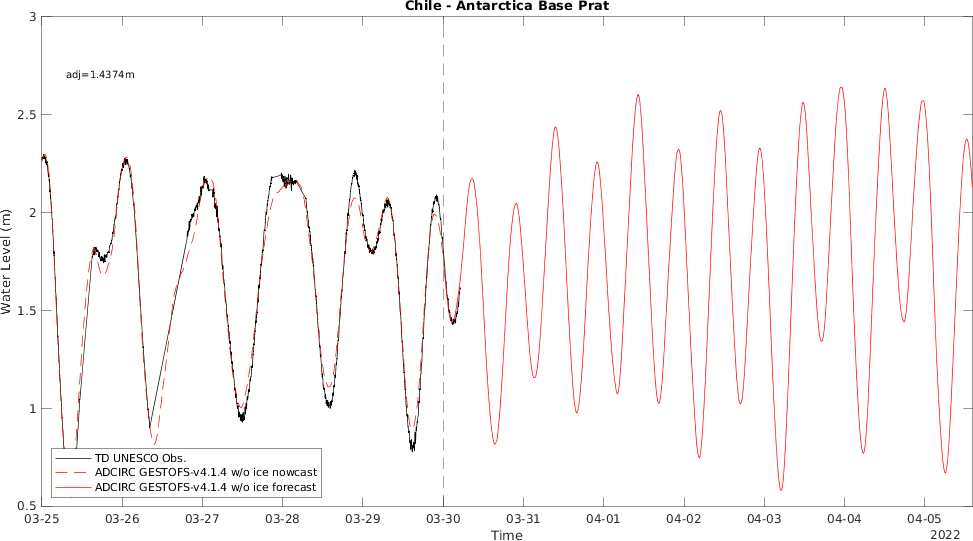 Chile - Antarctica Base Prat
adj=1.4374m
Water Level (m)
3
2.5
2
1.5
1
0.5
TD UNESCO Obs.
ADCIRC GESTOFS-v4.1.4 w/o ice nowcast
ADCIRC GESTOFS-v4.1.4 w/o ice forecast
03-25 03-26 03-27 03-28 03-29 03-30 03-31 04-01 04-02 04-03 04-04 04-05
2022
Time